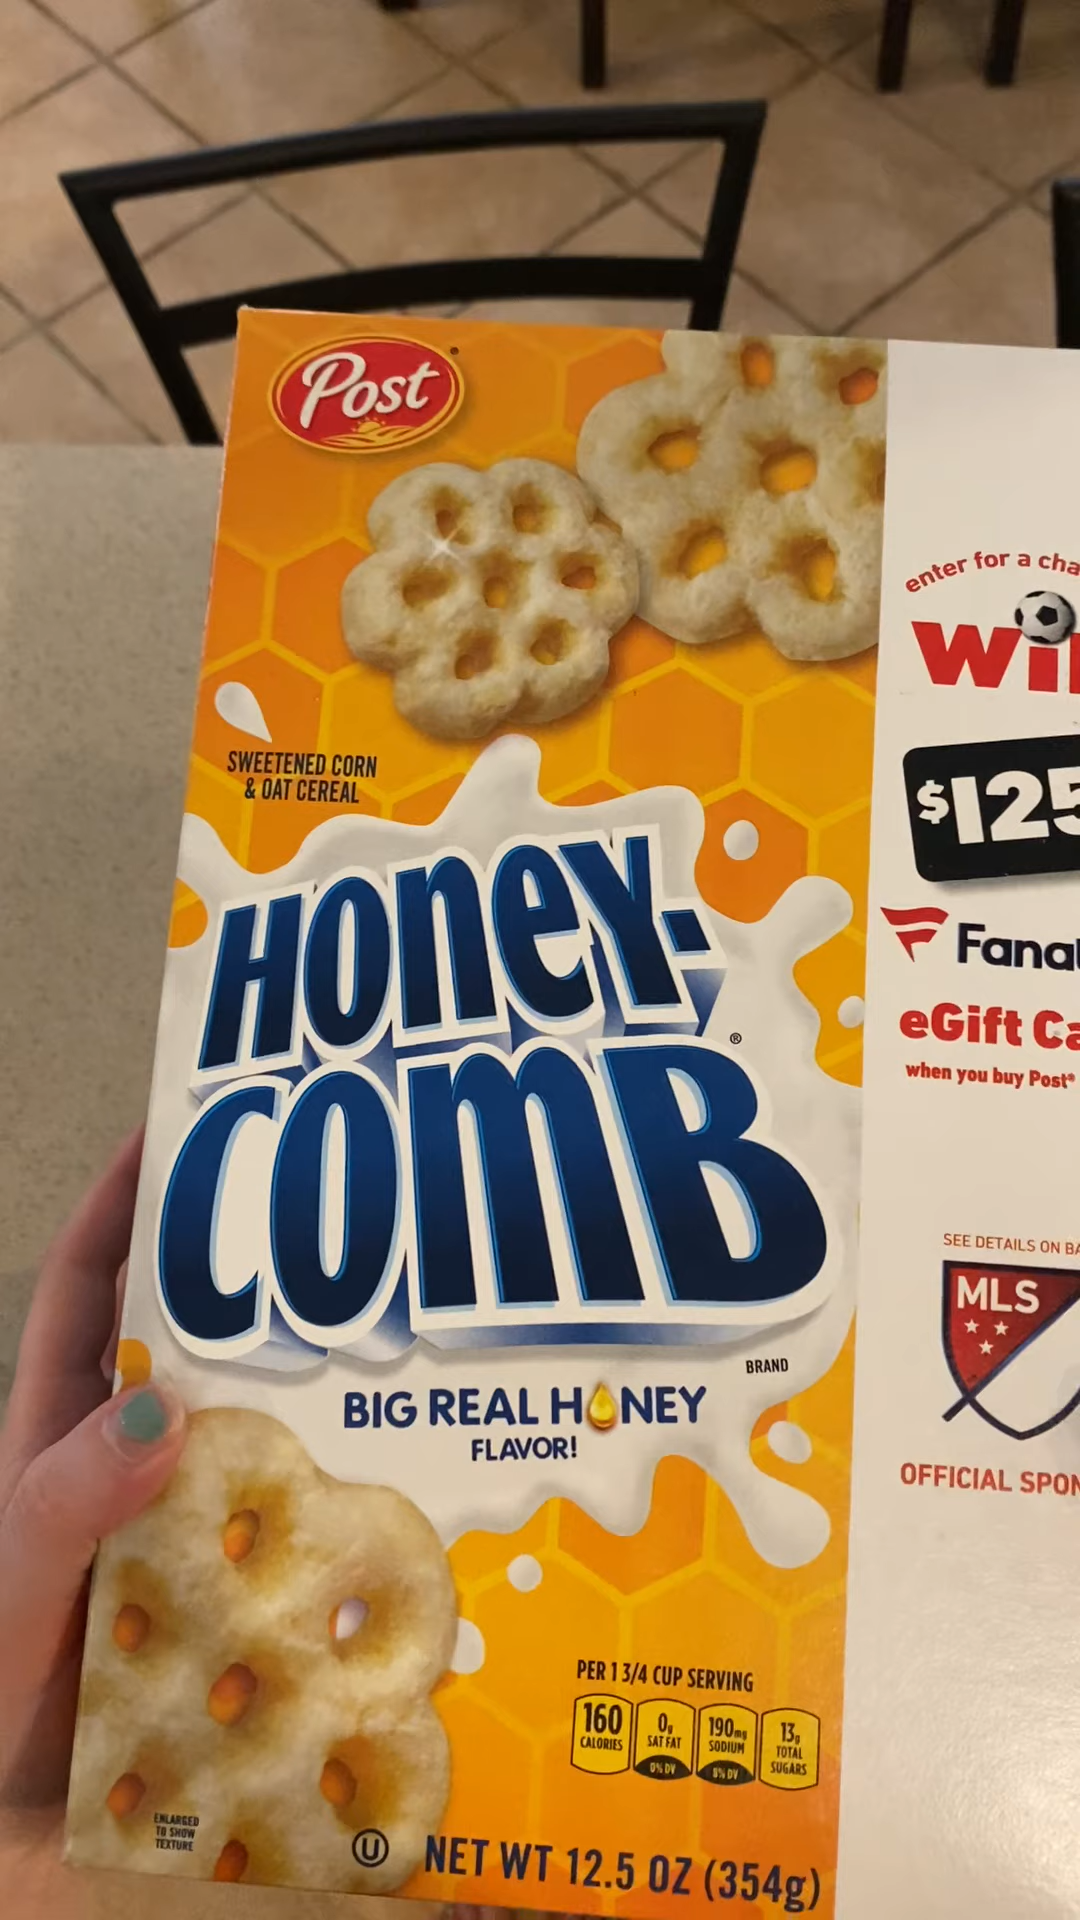 Post
SWEETENED CORN
& OAT CEREAL
HONEY-
COMB
®
BRAND
BIG REAL HONEY
FLAVOR!
PER 1 3/4 CUP SERVING
160
CALORIES
0g
SAT FAT
0% DV
190mg
SODIUM
8% DV
13g
TOTAL
SUGARS
ENLARGED
TO SHOW
TEXTURE
U
NET WT 12.5 OZ (354g)
enter for a cha
Wi
$125
Fana
eGift Ca
when you buy Post®
SEE DETAILS ON BA
MLS
OFFICIAL SPON